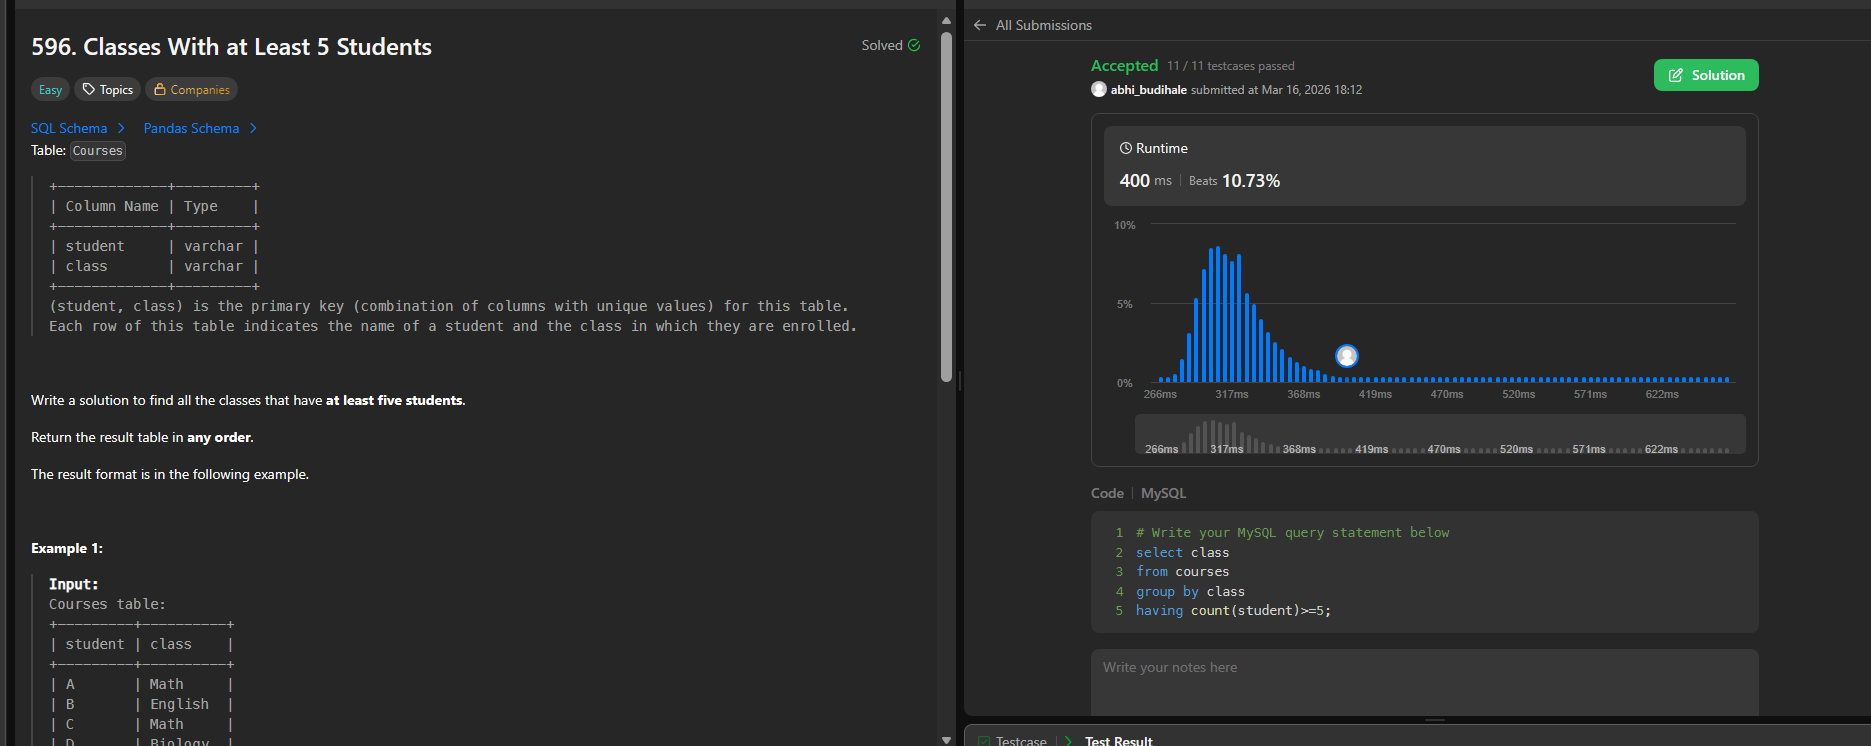 596. Classes With at Least 5 Students
Solved
Easy
Topics
Companies
SQL Schema
Pandas Schema
Table: Courses
+-------------+---------+
| Column Name | Type    |
+-------------+---------+
| student     | varchar |
| class       | varchar |
+-------------+---------+
(student, class) is the primary key (combination of columns with unique values) for this table.
Each row of this table indicates the name of a student and the class in which they are enrolled.
Write a solution to find all the classes that have at least five students.
Return the result table in any order.
The result format is in the following example.
Example 1:
Input:
Courses table:
+---------+----------+
| student | class    |
+---------+----------+
| A       | Math     |
| B       | English  |
| C       | Math     |
| D       | Biology  |
All Submissions
Accepted 11 / 11 testcases passed
abhi_budihale submitted at Mar 16, 2026 18:12
Solution
Runtime
400 ms | Beats 10.73%
10%
5%
0%
266ms 317ms 368ms 419ms 470ms 520ms 571ms 622ms
266ms 317ms 368ms 419ms 470ms 520ms 571ms 622ms
Code | MySQL
1 # Write your MySQL query statement below
2 select class
3 from courses
4 group by class
5 having count(student)>=5;
Write your notes here
Testcase
Test Result